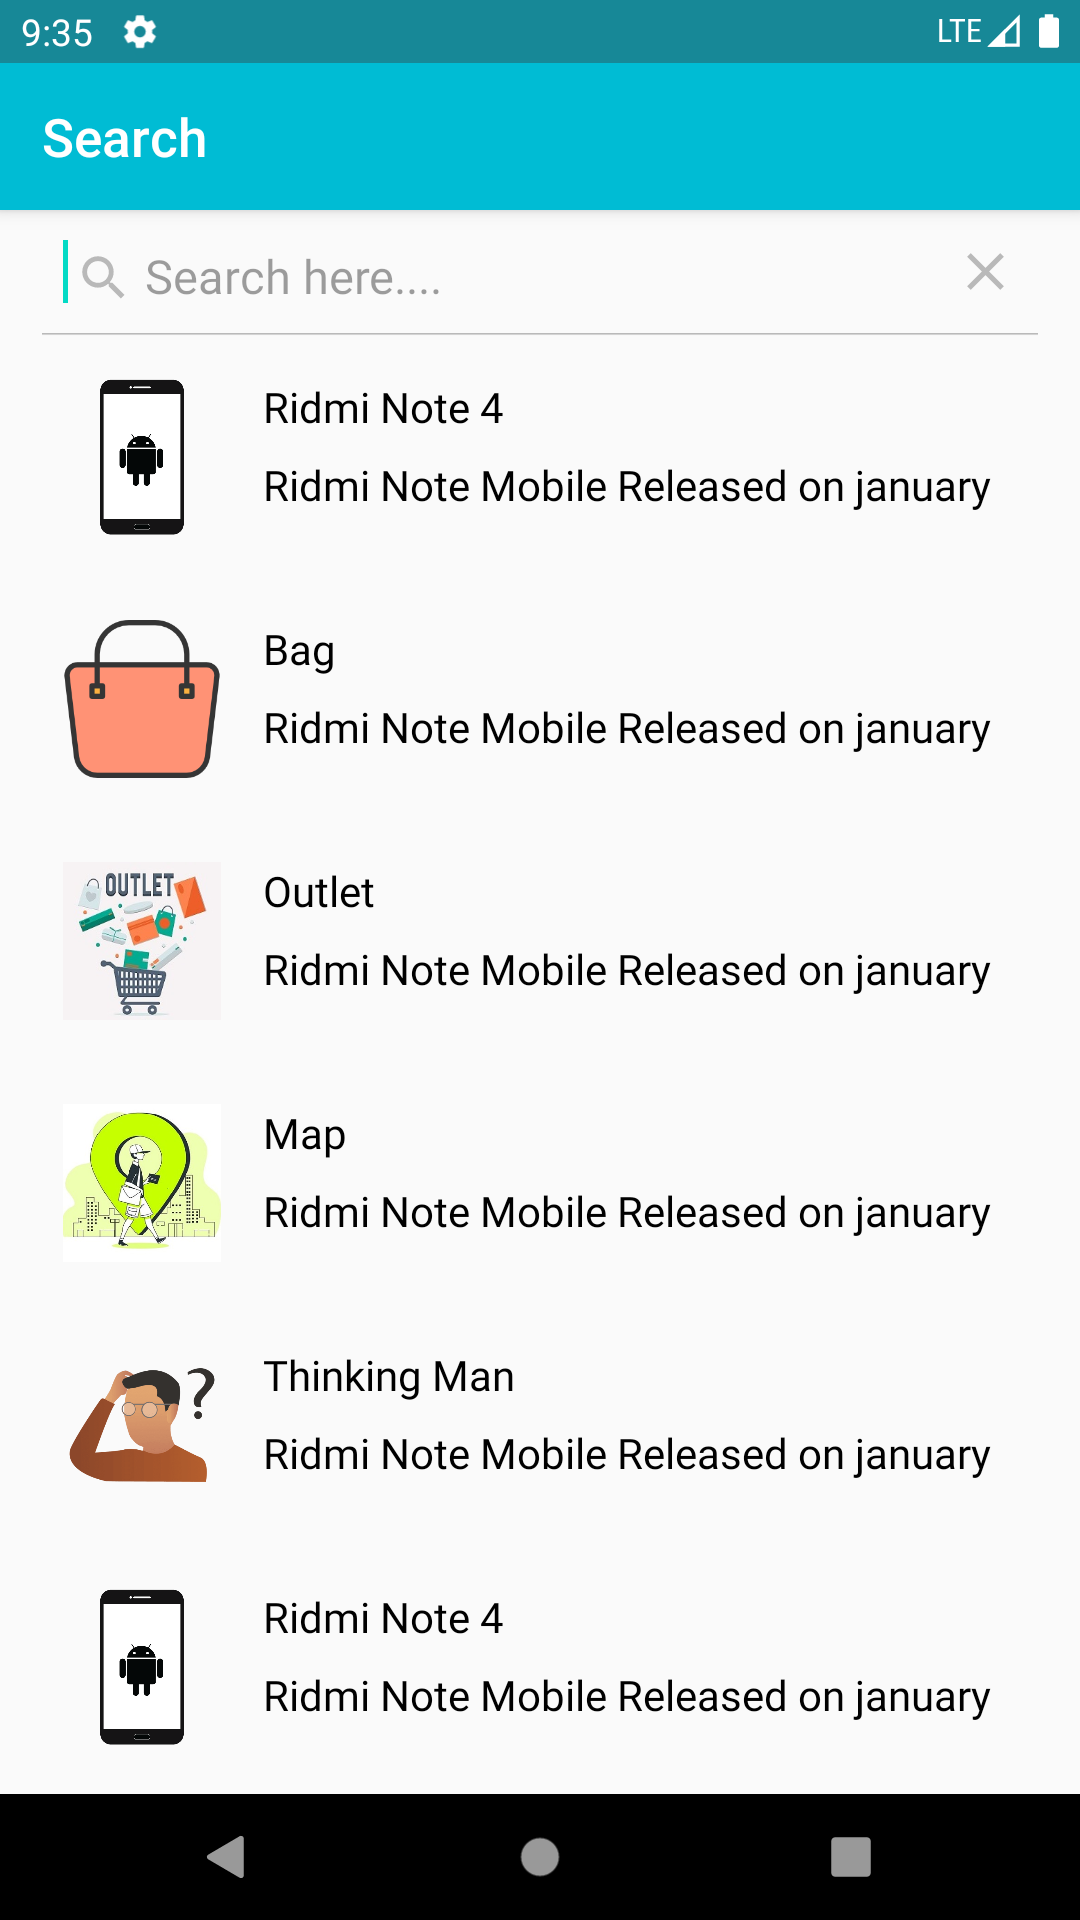 9:35 LTE
Search
Search here....
Ridmi Note 4
Ridmi Note Mobile Released on january
Bag
Ridmi Note Mobile Released on january
OUTLET
Outlet
Ridmi Note Mobile Released on january
Map
Ridmi Note Mobile Released on january
?
Thinking Man
Ridmi Note Mobile Released on january
Ridmi Note 4
Ridmi Note Mobile Released on january